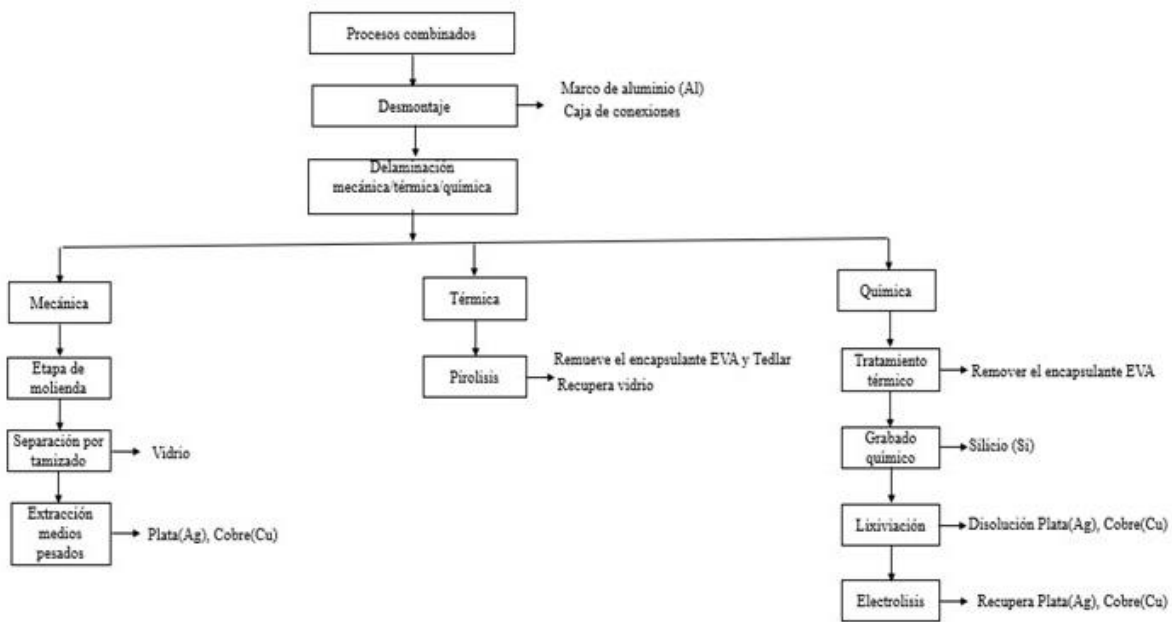 Procesos combinados
Desmontaje
Marco de aluminio (Al)
Caja de conexiones
Delaminación
mecánica/térmica/química
Mecánica
Etapa de
molienda
Separación por
tamizado
Vidrio
Extracción
medios
pesados
Plata(Ag), Cobre(Cu)
Térmica
Pirolisis
Remueve el encapsulante EVA y Tedlar
Recupera vidrio
Química
Tratamiento
térmico
Remover el encapsulante EVA
Grabado
químico
Silicio (Si)
Lixiviación
Disolución Plata(Ag), Cobre(Cu)
Electrolisis
Recupera Plata(Ag), Cobre(Cu)